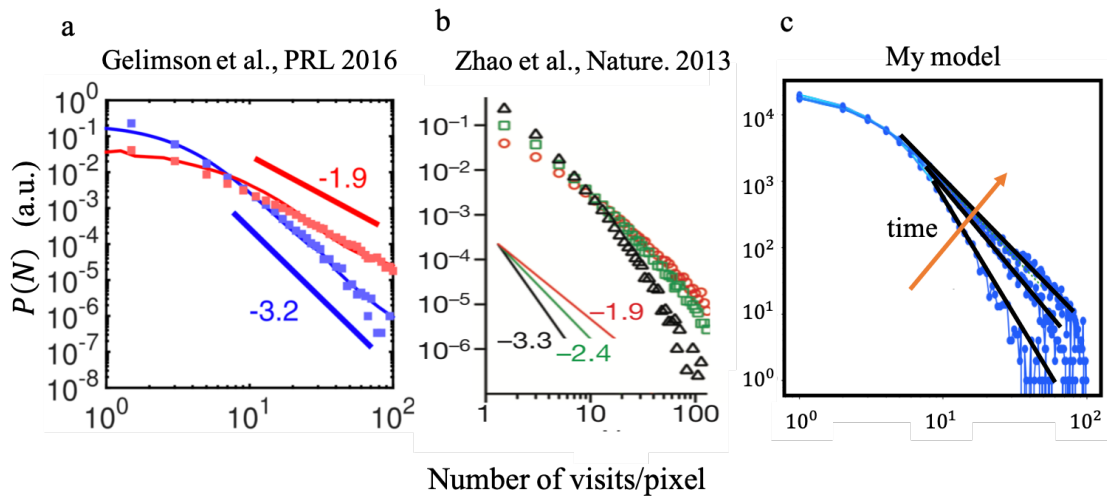 a
Gelimson et al., PRL 2016
P(N) (a.u.)
10^0
10^-1
10^-2
10^-3
10^-4
10^-5
10^-6
10^-7
10^-8
-1.9
-3.2
10^0 10^1 10^2
b
Zhao et al., Nature. 2013
10^-1
10^-2
10^-3
10^-4
10^-5
10^-6
−1.9
−2.4
−3.3
1 10 100
c
My model
10^4
10^3
10^2
10^1
10^0
time
10^0 10^1 10^2
Number of visits/pixel